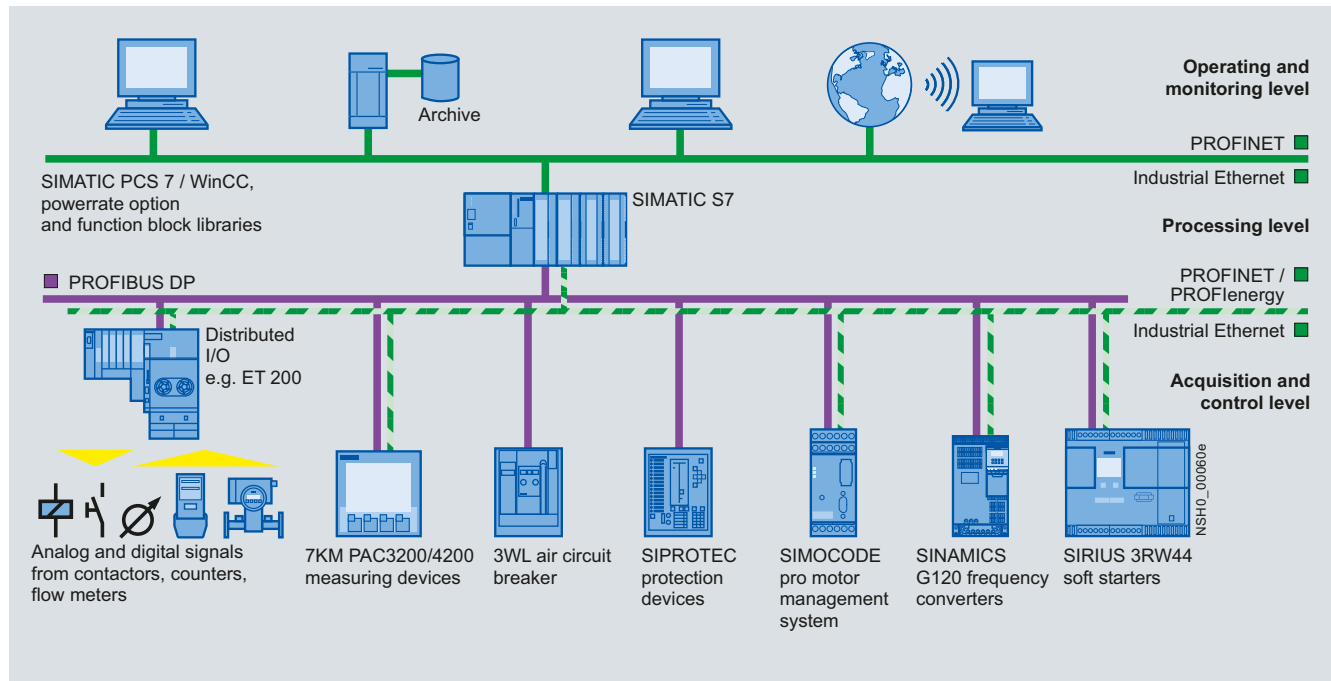 Operating and
monitoring level
Archive
PROFINET
SIMATIC PCS 7 / WinCC,
powerrate option
and function block libraries
SIMATIC S7
Industrial Ethernet
Processing level
PROFIBUS DP
PROFINET /
PROFIenergy
Industrial Ethernet
Distributed
I/O
e.g. ET 200
Acquisition and
control level
NSH0_00060e
Analog and digital signals
from contactors, counters,
flow meters
7KM PAC3200/4200
measuring devices
3WL air circuit
breaker
SIPROTEC
protection
devices
SIMOCODE
pro motor
management
system
SINAMICS
G120 frequency
converters
SIRIUS 3RW44
soft starters